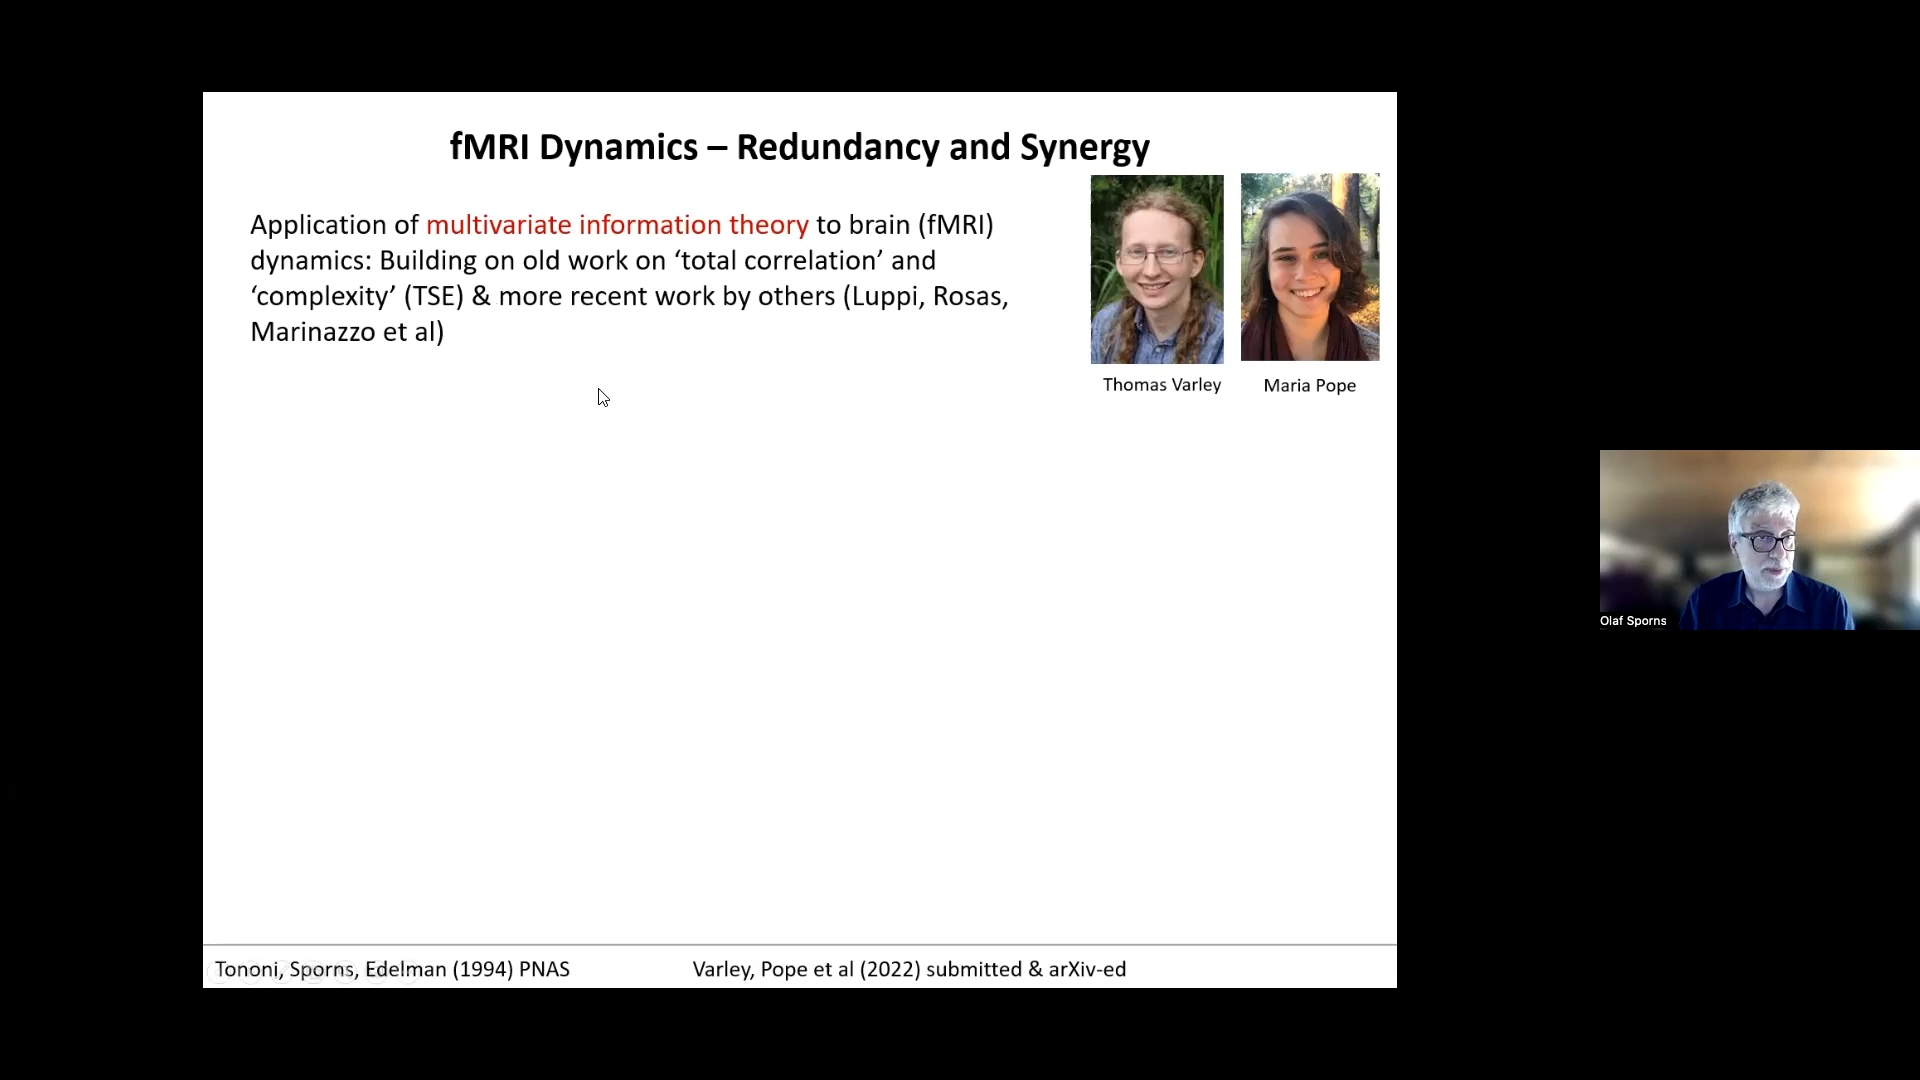 fMRI Dynamics – Redundancy and Synergy
Application of multivariate information theory to brain (fMRI)
dynamics: Building on old work on ‘total correlation’ and
‘complexity’ (TSE) & more recent work by others (Luppi, Rosas,
Marinazzo et al)
Thomas Varley
Maria Pope
Olaf Sporns
Tononi, Sporns, Edelman (1994) PNAS
Varley, Pope et al (2022) submitted & arXiv-ed